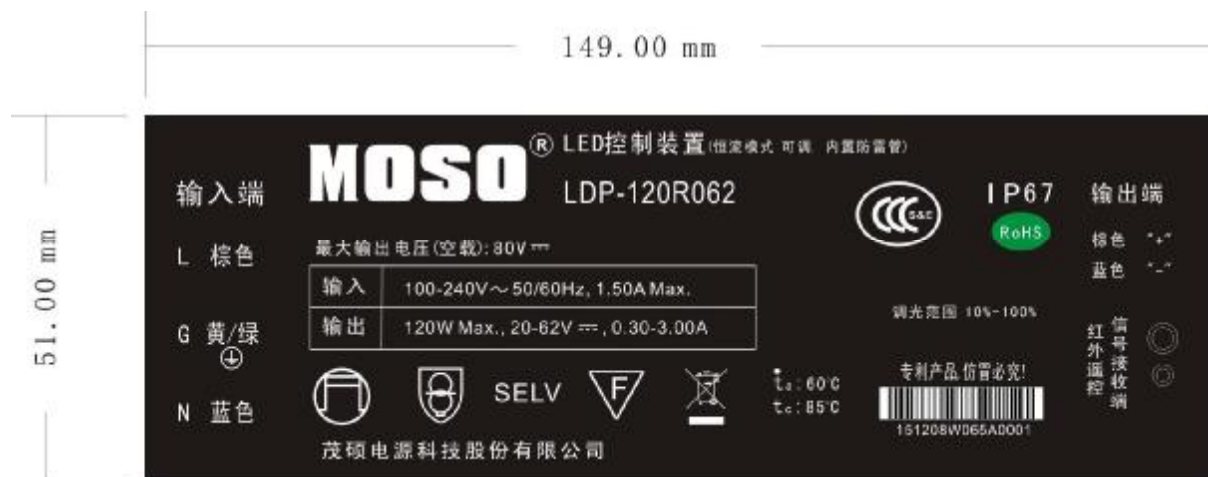 149.00 mm
51.00 mm
MOSO® LED控制装置(恒流模式 可调 内置防雷管)
LDP-120R062
输入端
L 棕色
G 黄/绿
N 蓝色
最大输出电压(空载):80V
输入 100-240V～50/60Hz, 1.50A Max.
输出 120W Max., 20-62V, 0.30-3.00A
SELV
F
ta:60℃
tc:85℃
茂硕电源科技股份有限公司
CCC S&E
IP67
RoHS
调光范围 10%-100%
专利产品,仿冒必究!
151208W065A0001
输出端
棕色 "+"
蓝色 "-"
红外遥控
信号接收端